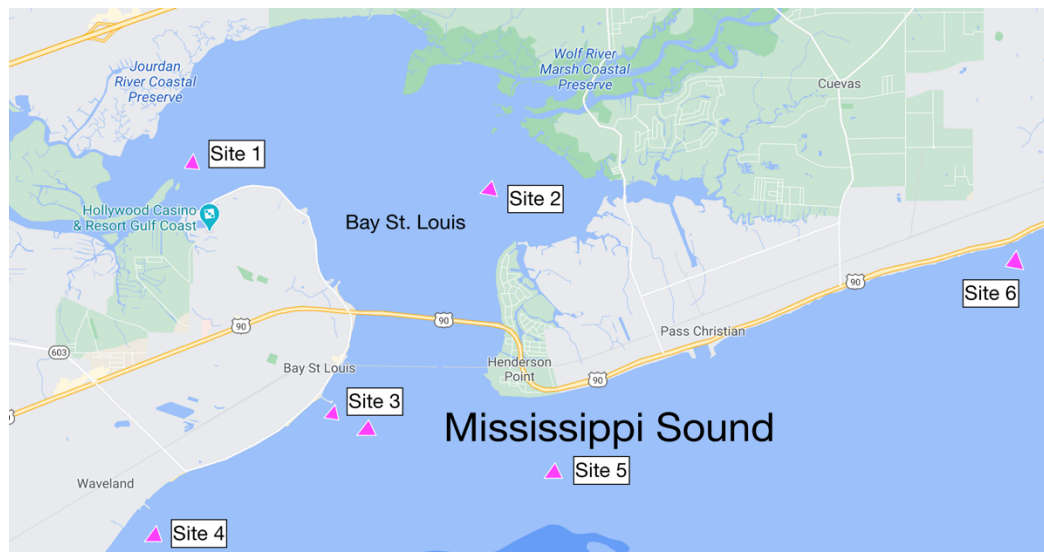 Jourdan
River Coastal
Preserve
Wolf River
Marsh Coastal
Preserve
Cuevas
Site 1
Site 2
Hollywood Casino
& Resort Gulf Coast
Bay St. Louis
Site 6
90
90
90
90
603
Pass Christian
Bay St Louis
Henderson
Point
Site 3
Mississippi Sound
Site 5
Waveland
Site 4